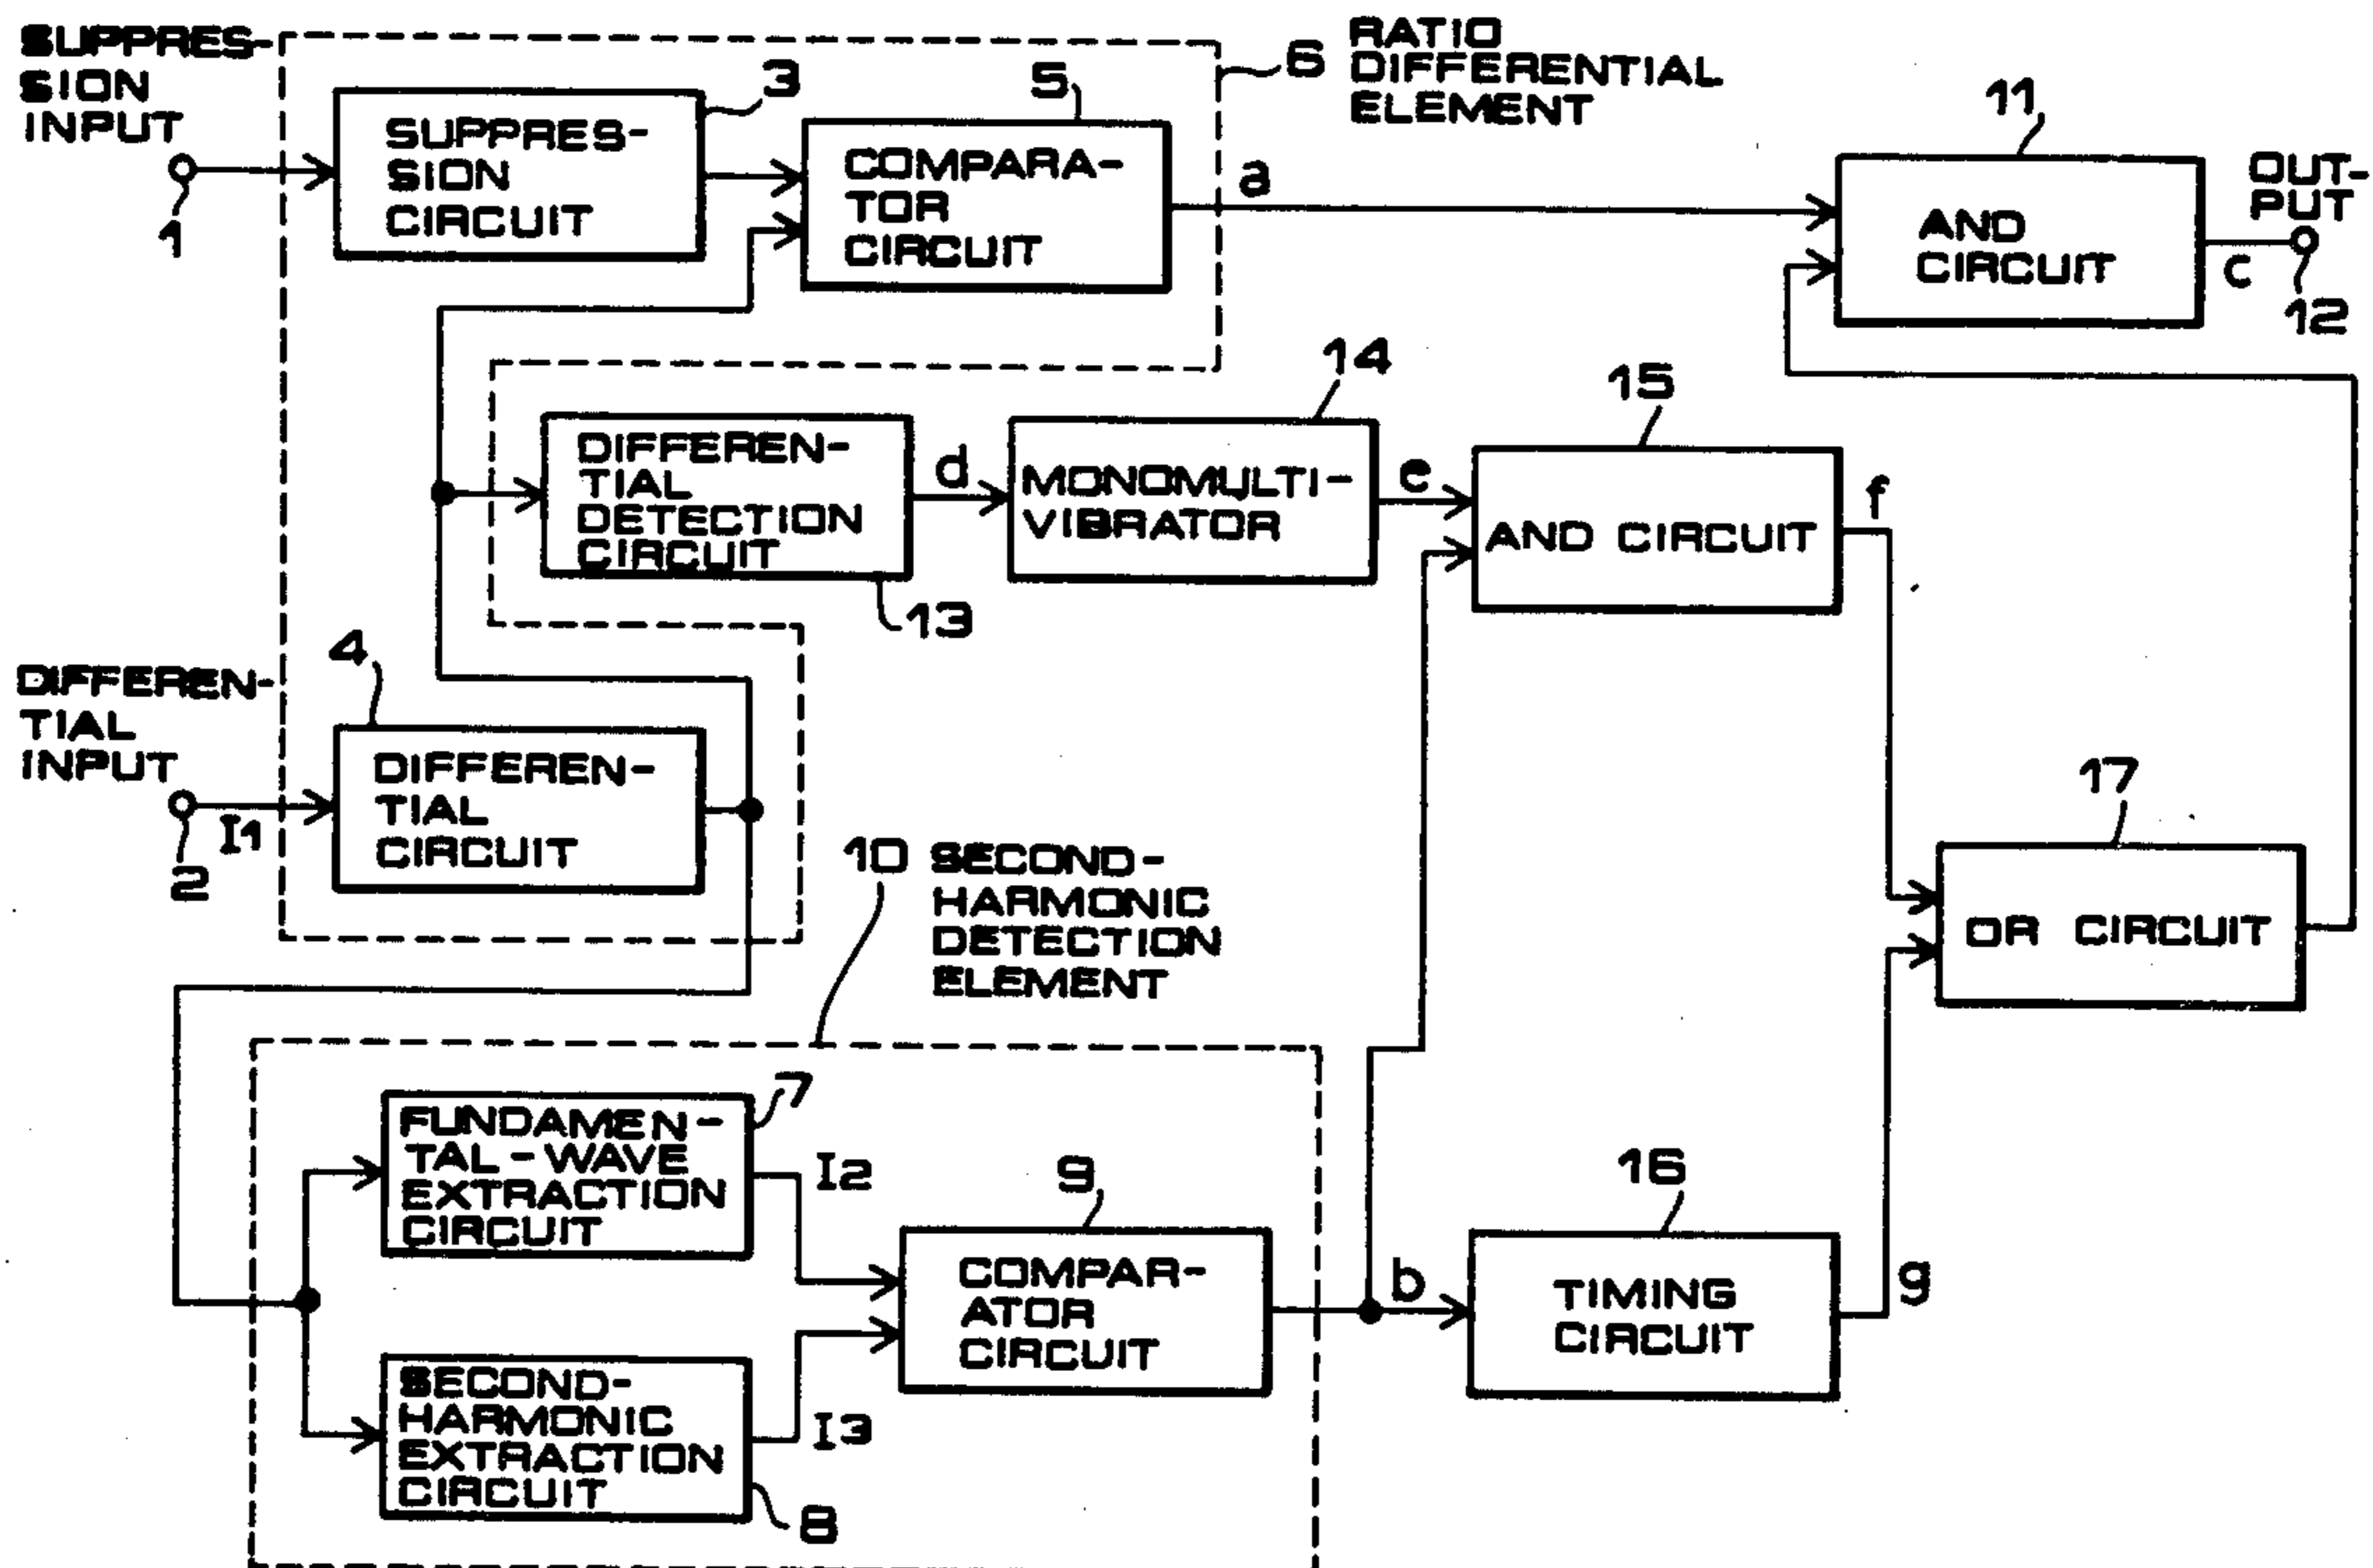 SUPPRES-
SION
INPUT
1
SUPPRES-
SION
CIRCUIT
3
COMPARA-
TOR
CIRCUIT
5
6
RATIO
DIFFERENTIAL
ELEMENT
a
AND
CIRCUIT
11
OUT-
PUT
c
12
DIFFEREN-
TIAL
DETECTION
CIRCUIT
13
d
MONOMULTI-
VIBRATOR
14
e
AND CIRCUIT
15
f
DIFFEREN-
TIAL
INPUT
2
I1
DIFFEREN-
TIAL
CIRCUIT
4
10 SECOND-
HARMONIC
DETECTION
ELEMENT
OR CIRCUIT
17
FUNDAMEN-
TAL-WAVE
EXTRACTION
CIRCUIT
7
I2
SECOND-
HARMONIC
EXTRACTION
CIRCUIT
8
I3
COMPAR-
ATOR
CIRCUIT
9
b
TIMING
CIRCUIT
16
g